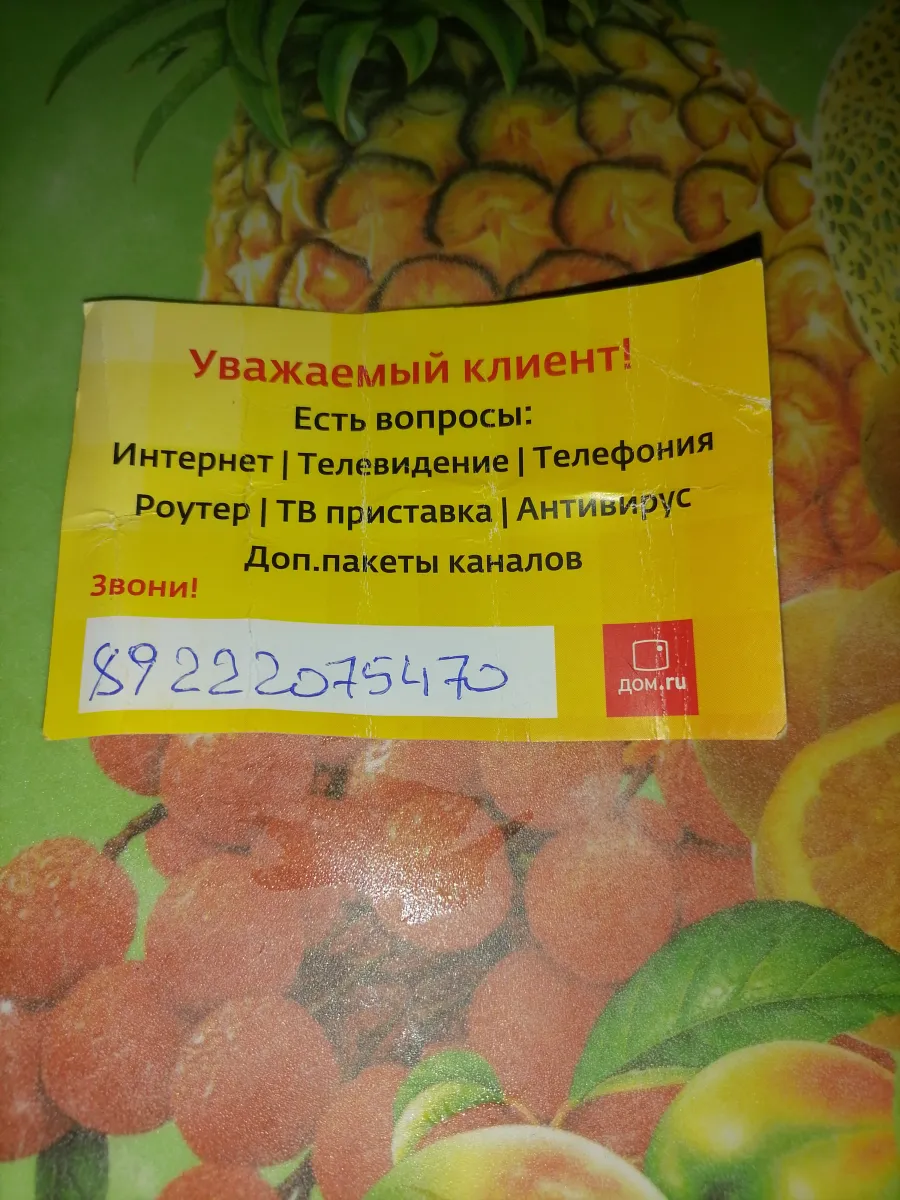 Уважаемый клиент!
Есть вопросы:
Интернет | Телевидение | Телефония
Роутер | ТВ приставка | Антивирус
Доп.пакеты каналов
Звони!
89222075470
дом.ru